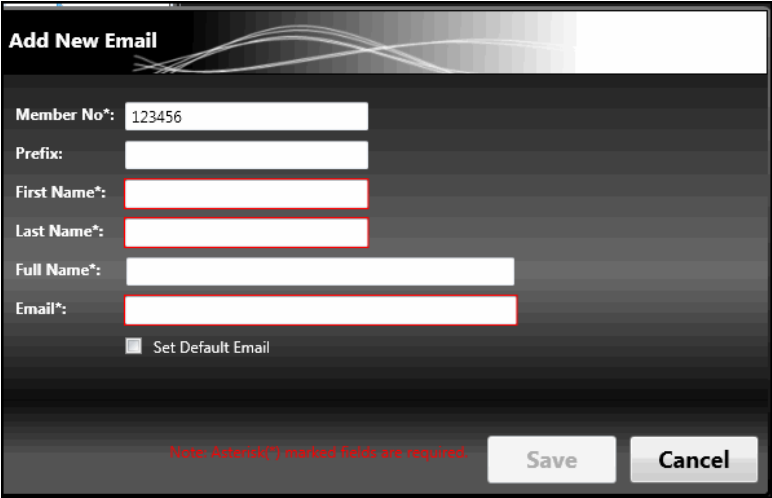 Add New Email
Member No*: 123456
Prefix:
First Name*:
Last Name*:
Full Name*:
Email*:
Set Default Email
Note: Asterisk(*) marked fields are required.
Save Cancel